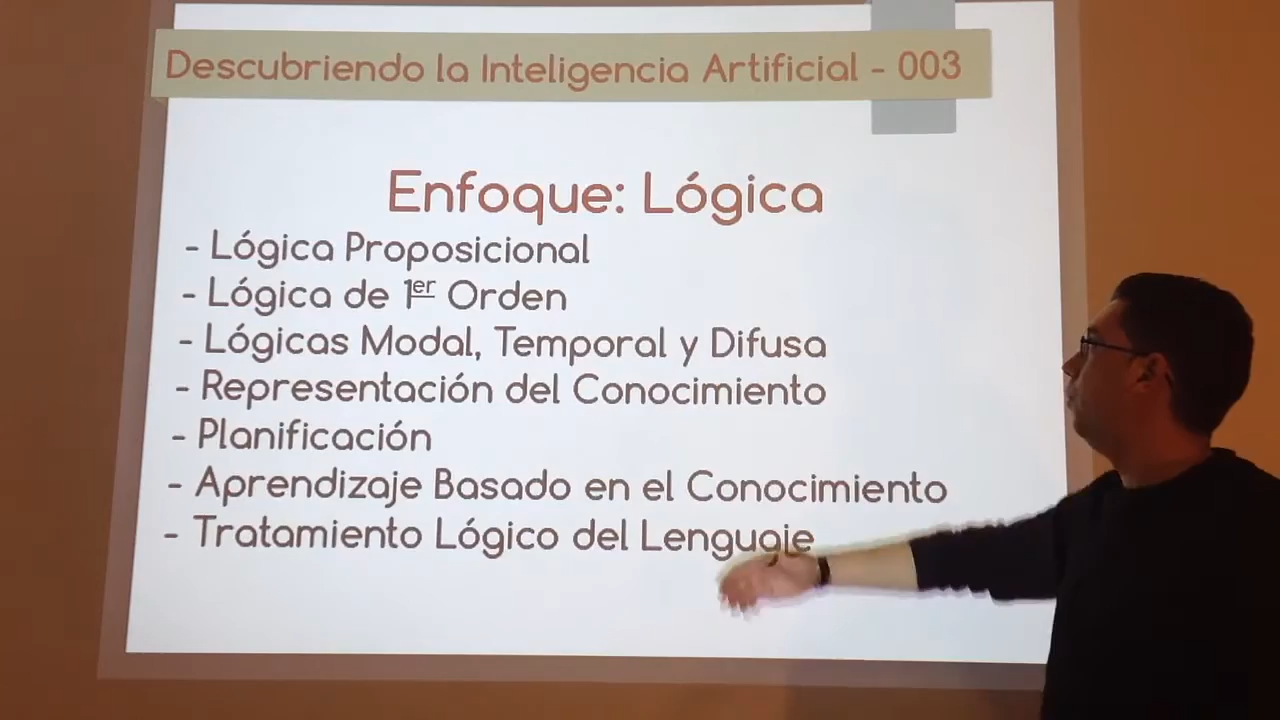 Descubriendo la Inteligencia Artificial - 003
Enfoque: Lógica
- Lógica Proposicional
- Lógica de 1er Orden
- Lógicas Modal, Temporal y Difusa
- Representación del Conocimiento
- Planificación
- Aprendizaje Basado en el Conocimiento
- Tratamiento Lógico del Lenguaje